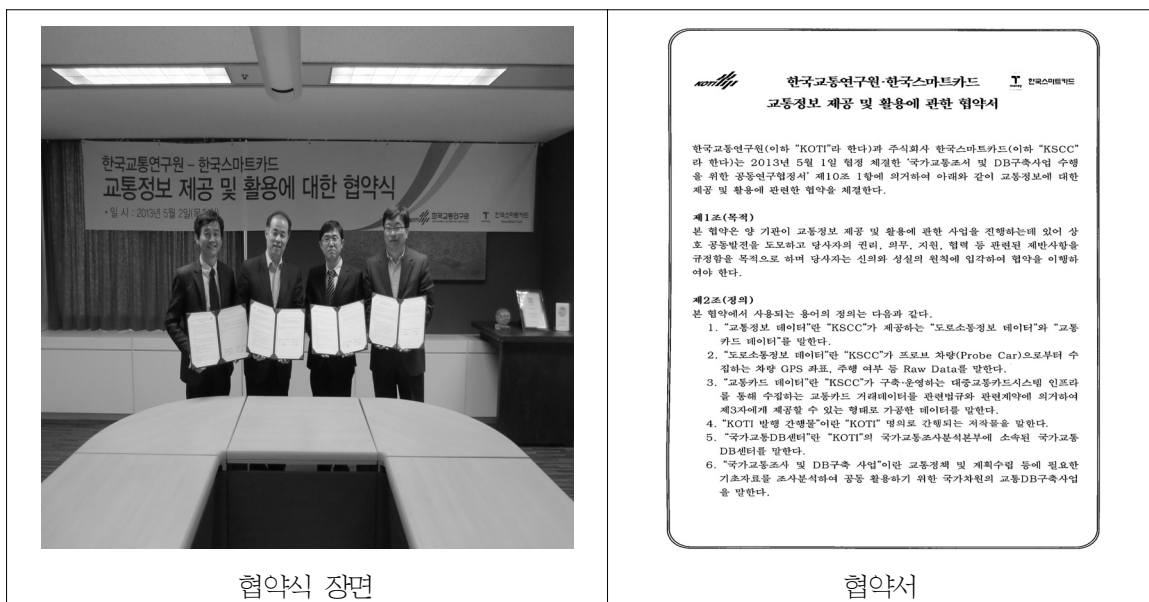 한국교통연구원 – 한국스마트카드
교통정보 제공 및 활용에 대한 협약식
• 일 시 : 2013년 5월 2일(목요일)
한국교통연구원
한국스마트카드
협약식 장면
KOTI
한국교통연구원·한국스마트카드
T money 한국스마트카드
교통정보 제공 및 활용에 관한 협약서
한국교통연구원(이하 "KOTI"라 한다)과 주식회사 한국스마트카드(이하 "KSCC"
라 한다)는 2013년 5월 1일 협정 체결한 '국가교통조서 및 DB구축사업 수행
을 위한 공동연구협정서' 제10조 1항에 의거하여 아래와 같이 교통정보에 대한
제공 및 활용에 관련한 협약을 체결한다.
제1조(목적)
본 협약은 양 기관이 교통정보 제공 및 활용에 관한 사업을 진행하는데 있어 상
호 공동발전을 도모하고 당사자의 권리, 의무, 지원, 협력 등 관련된 제반사항을
규정함을 목적으로 하며 당사자는 신의와 성실의 원칙에 입각하여 협약을 이행하
여야 한다.
제2조(정의)
본 협약에서 사용되는 용어의 정의는 다음과 같다.
1. "교통정보 데이터"란 "KSCC"가 제공하는 "도로소통정보 데이터"와 "교통
카드 데이터"를 말한다.
2. "도로소통정보 데이터"란 "KSCC"가 프로브 차량(Probe Car)으로부터 수
집하는 차량 GPS 좌표, 주행 여부 등 Raw Data를 말한다.
3. "교통카드 데이터"란 "KSCC"가 구축·운영하는 대중교통카드시스템 인프라
를 통해 수집하는 교통카드 거래데이터를 관련법규와 관련계약에 의거하여
제3자에게 제공할 수 있는 형태로 가공한 데이터를 말한다.
4. "KOTI 발행 간행물"이란 "KOTI" 명의로 간행되는 저작물을 말한다.
5. "국가교통DB센터"란 "KOTI"의 국가교통조사분석본부에 소속된 국가교통
DB센터를 말한다.
6. "국가교통조사 및 DB구축 사업"이란 교통정책 및 계획수립 등에 필요한
기초자료를 조사분석하여 공동 활용하기 위한 국가차원의 교통DB구축사업
을 말한다.
협약서